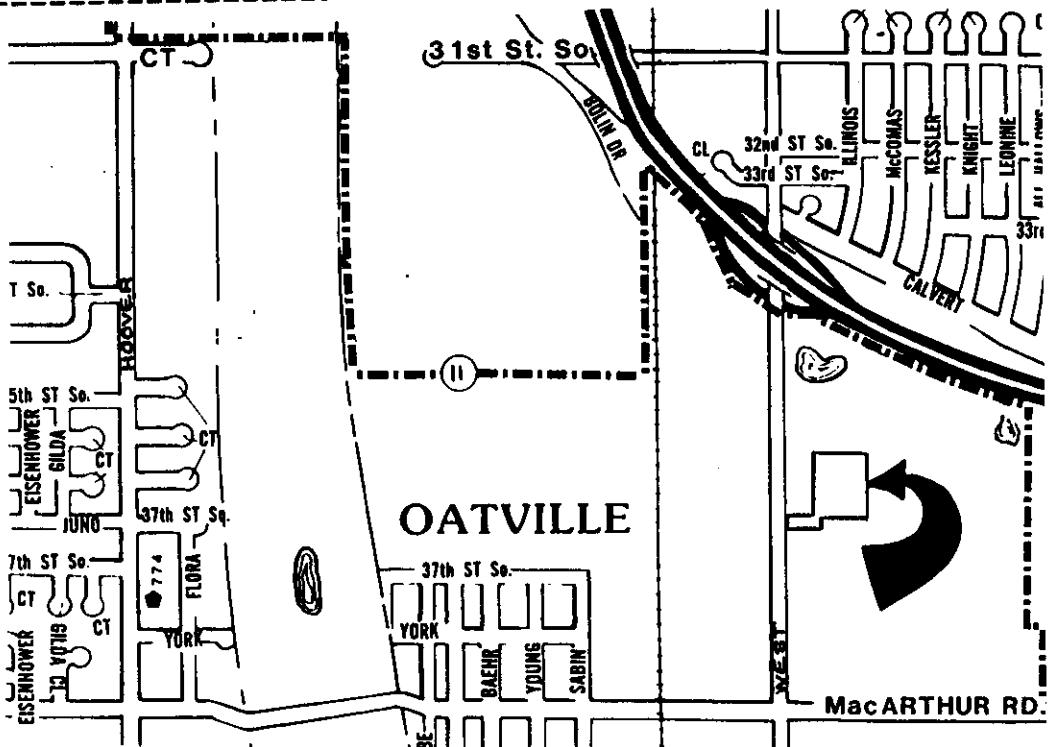 CT
31st St. So
BOLIN DR
CL
32nd ST So.
33rd ST So.
ILLINOIS
McCOMAS
KESSLER
KNIGHT
LEONINE
33rd
CALVERT
T So.
HOOVER
11
5th ST So.
EISENHOWER
GILDA
CT
CT
JUNO
37th ST So.
OATVILLE
7th ST So.
774
FLORA
37th ST So.
CT
CT
GILDA CL
EISENHOWER
YORK
YORK
BAEHR
YOUNG
SABIN
WEST
MacARTHUR RD.
BE